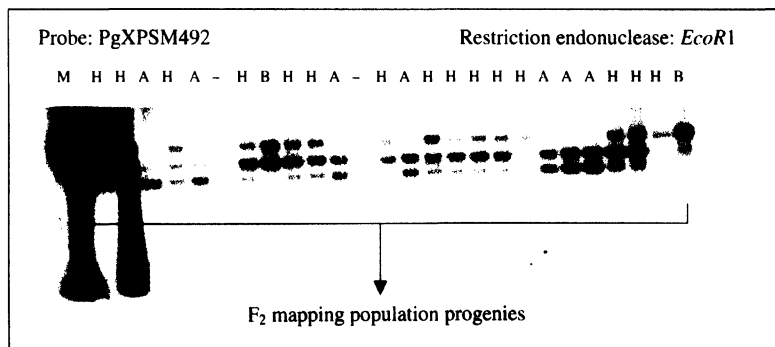 Probe: PgXPSM492 Restriction endonuclease: EcoR1
M H H A H A – H B H H A – H A H H H H H A A A H H H B
F2 mapping population progenies